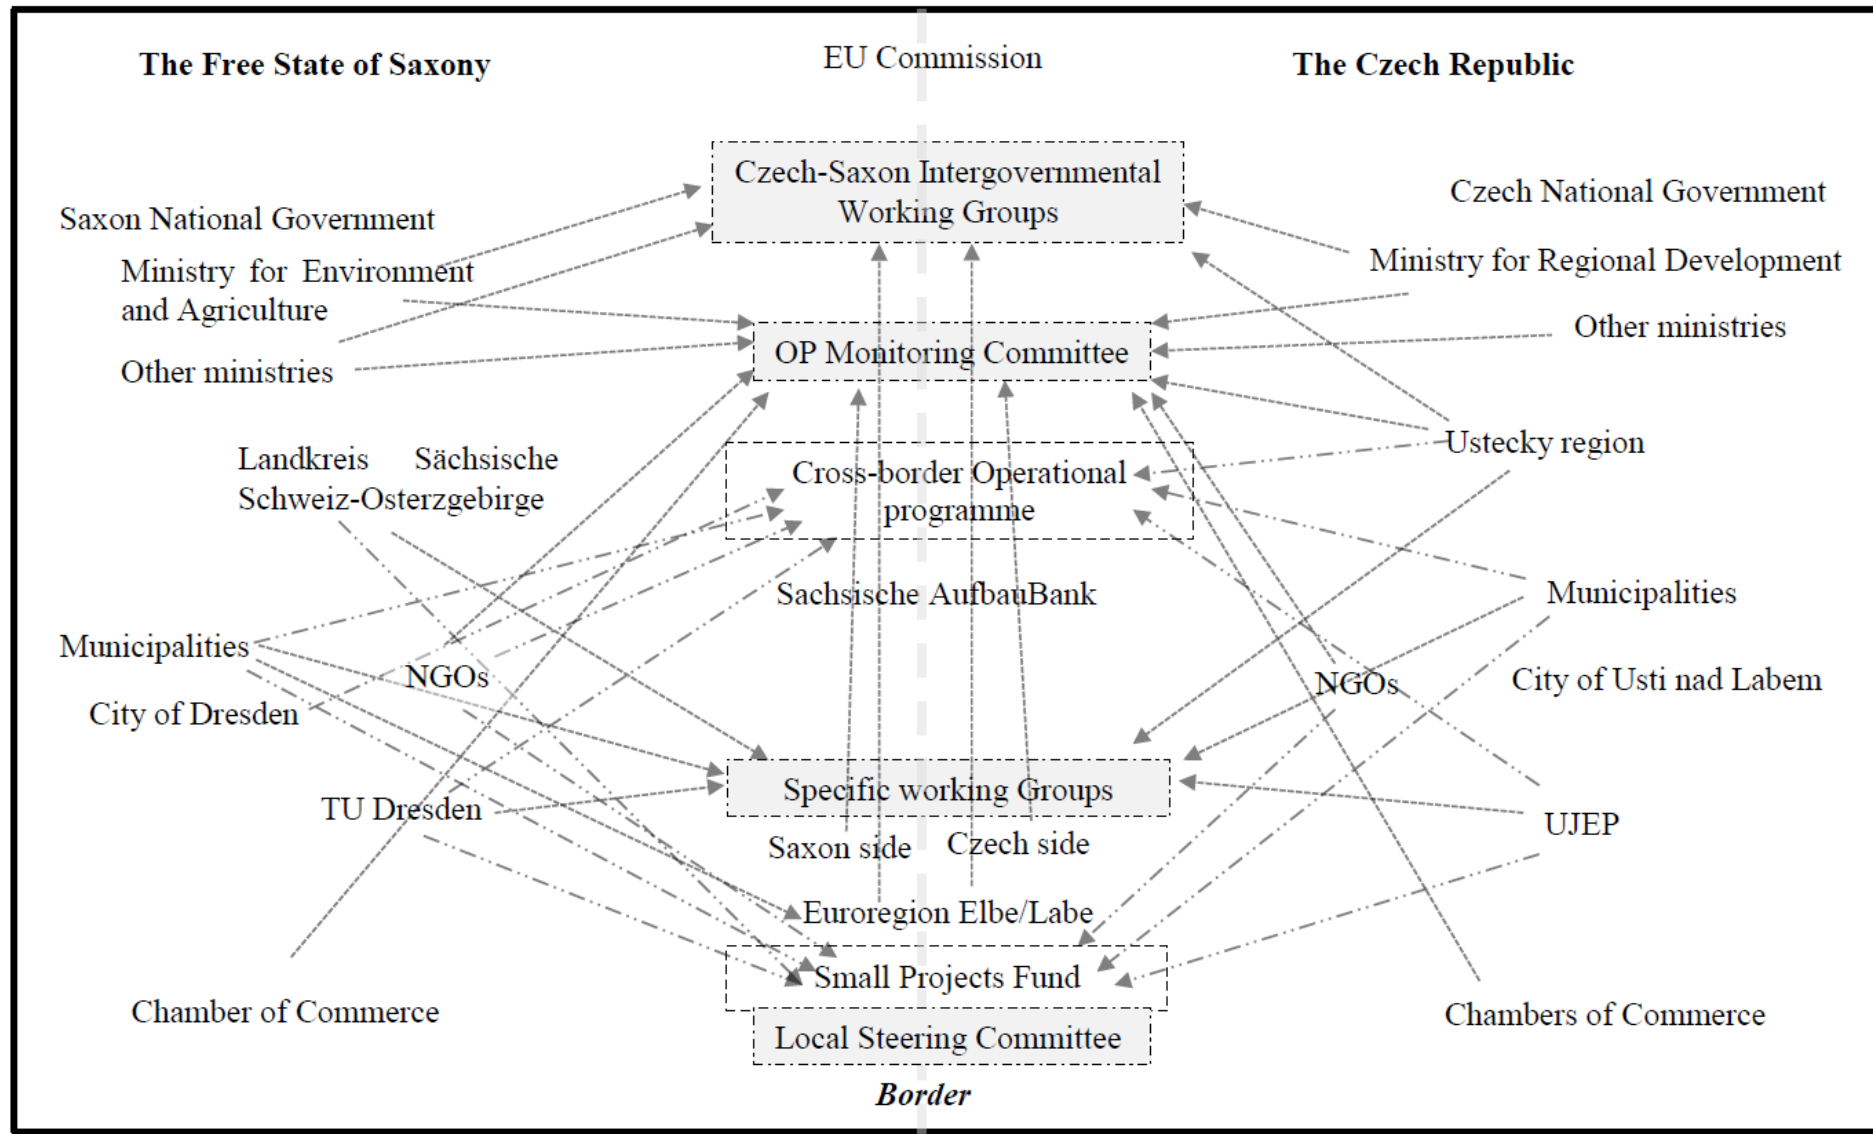 The Free State of Saxony
EU Commission
The Czech Republic
Czech-Saxon Intergovernmental
Working Groups
Saxon National Government
Czech National Government
Ministry for Environment
and Agriculture
Ministry for Regional Development
Other ministries
OP Monitoring Committee
Other ministries
Landkreis Sächsische
Schweiz-Osterzgebirge
Cross-border Operational
programme
Ustecky region
Sachsische AufbauBank
Municipalities
Municipalities
NGOs
NGOs
City of Dresden
City of Usti nad Labem
TU Dresden
Specific working Groups
UJEP
Saxon side
Czech side
Euroregion Elbe/Labe
Small Projects Fund
Chamber of Commerce
Chambers of Commerce
Local Steering Committee
Border